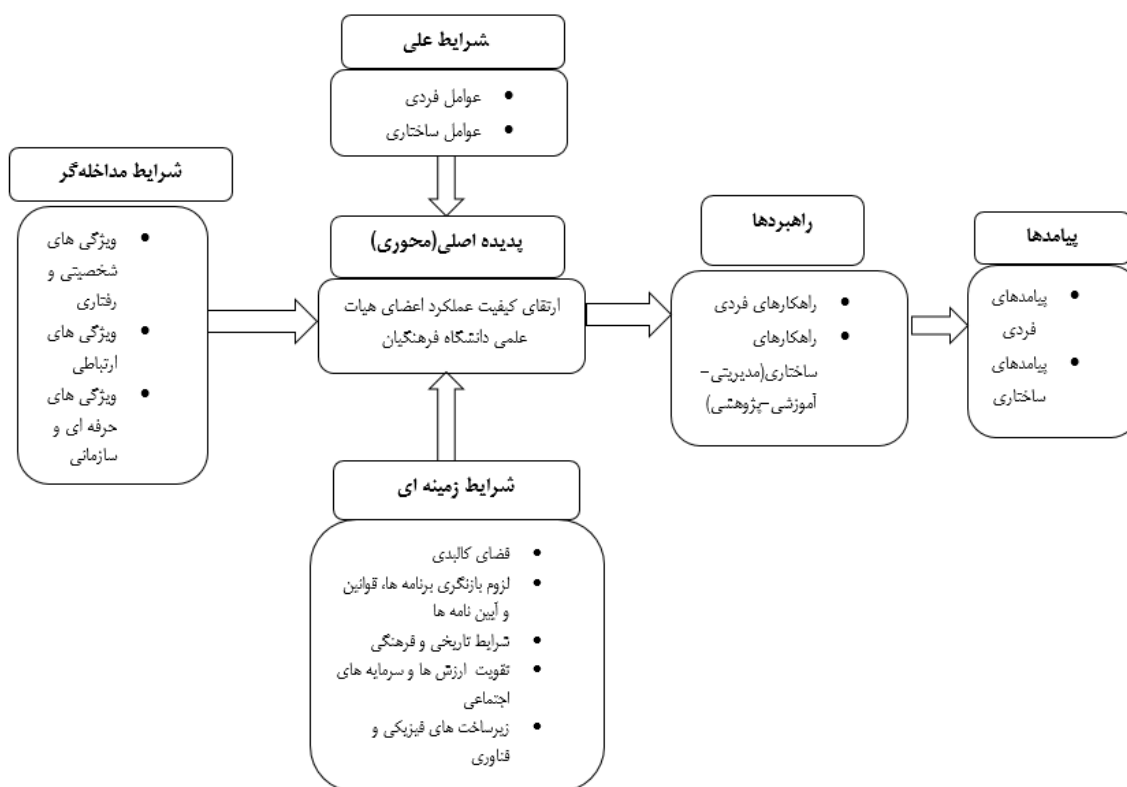 شرایط علی
عوامل فردی
عوامل ساختاری
شرایط مداخله‌گر
ویژگی های
شخصیتی و
رفتاری
ویژگی های
ارتباطی
ویژگی های
حرفه ای و
سازمانی
پدیده اصلی(محوری)
ارتقای کیفیت عملکرد اعضای هیات
علمی دانشگاه فرهنگیان
راهبردها
راهکارهای فردی
راهکارهای
ساختاری(مدیریتی-
آموزشی-پژوهشی)
پیامدها
پیامدهای
فردی
پیامدهای
ساختاری
شرایط زمینه ای
فضای کالبدی
لزوم بازنگری برنامه ها، قوانین
و آیین نامه ها
شرایط تاریخی و فرهنگی
تقویت ارزش ها و سرمایه های
اجتماعی
زیرساخت های فیزیکی و
فناوری